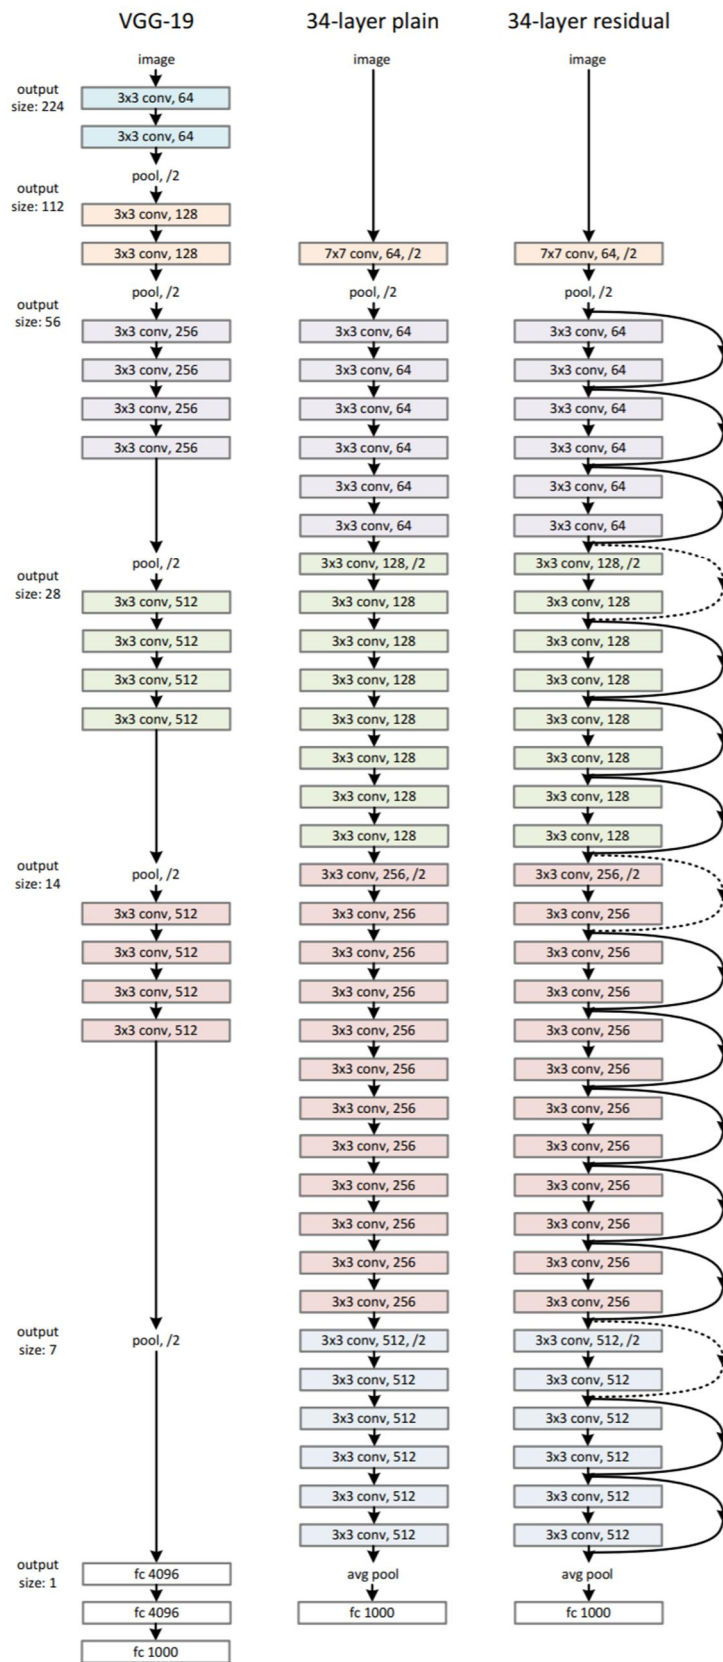 VGG-19
image
output
size: 224
3x3 conv, 64
3x3 conv, 64
pool, /2
output
size: 112
3x3 conv, 128
3x3 conv, 128
pool, /2
output
size: 56
3x3 conv, 256
3x3 conv, 256
3x3 conv, 256
3x3 conv, 256
pool, /2
output
size: 28
3x3 conv, 512
3x3 conv, 512
3x3 conv, 512
3x3 conv, 512
output
size: 14
pool, /2
3x3 conv, 512
3x3 conv, 512
3x3 conv, 512
3x3 conv, 512
output
size: 7
pool, /2
output
size: 1
fc 4096
fc 4096
fc 1000
34-layer plain
image
7x7 conv, 64, /2
pool, /2
3x3 conv, 64
3x3 conv, 64
3x3 conv, 64
3x3 conv, 64
3x3 conv, 64
3x3 conv, 64
3x3 conv, 128, /2
3x3 conv, 128
3x3 conv, 128
3x3 conv, 128
3x3 conv, 128
3x3 conv, 128
3x3 conv, 128
3x3 conv, 128
3x3 conv, 256, /2
3x3 conv, 256
3x3 conv, 256
3x3 conv, 256
3x3 conv, 256
3x3 conv, 256
3x3 conv, 256
3x3 conv, 256
3x3 conv, 256
3x3 conv, 256
3x3 conv, 256
3x3 conv, 256
3x3 conv, 512, /2
3x3 conv, 512
3x3 conv, 512
3x3 conv, 512
3x3 conv, 512
3x3 conv, 512
avg pool
fc 1000
34-layer residual
image
7x7 conv, 64, /2
pool, /2
3x3 conv, 64
3x3 conv, 64
3x3 conv, 64
3x3 conv, 64
3x3 conv, 64
3x3 conv, 64
3x3 conv, 128, /2
3x3 conv, 128
3x3 conv, 128
3x3 conv, 128
3x3 conv, 128
3x3 conv, 128
3x3 conv, 128
3x3 conv, 128
3x3 conv, 256, /2
3x3 conv, 256
3x3 conv, 256
3x3 conv, 256
3x3 conv, 256
3x3 conv, 256
3x3 conv, 256
3x3 conv, 256
3x3 conv, 256
3x3 conv, 256
3x3 conv, 256
3x3 conv, 256
3x3 conv, 512, /2
3x3 conv, 512
3x3 conv, 512
3x3 conv, 512
3x3 conv, 512
3x3 conv, 512
avg pool
fc 1000